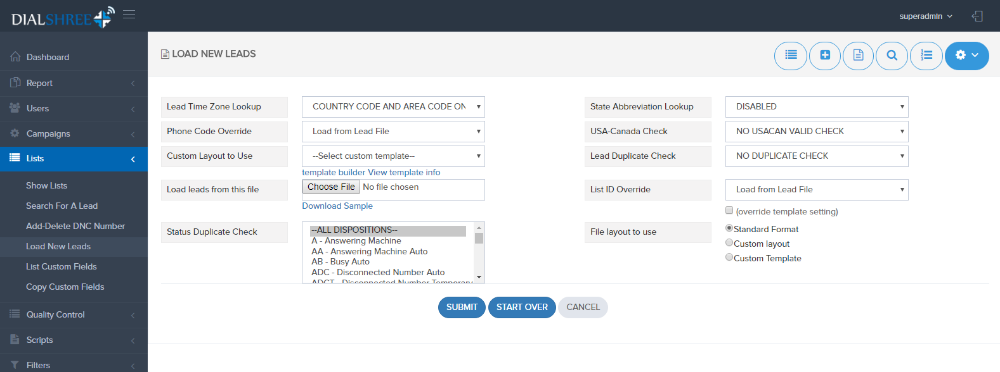 DIALSHREE
superadmin
Dashboard
Report
Users
Campaigns
Lists
Show Lists
Search For A Lead
Add-Delete DNC Number
Load New Leads
List Custom Fields
Copy Custom Fields
Quality Control
Scripts
Filters
LOAD NEW LEADS
Lead Time Zone Lookup
COUNTRY CODE AND AREA CODE ON
State Abbreviation Lookup
DISABLED
Phone Code Override
Load from Lead File
USA-Canada Check
NO USACAN VALID CHECK
Custom Layout to Use
--Select custom template--
Lead Duplicate Check
NO DUPLICATE CHECK
template builder View template info
Load leads from this file
Choose File No file chosen
List ID Override
Load from Lead File
Download Sample
(override template setting)
Status Duplicate Check
--ALL DISPOSITIONS--
A - Answering Machine
AA - Answering Machine Auto
AB - Busy Auto
ADC - Disconnected Number Auto
ADCT - Disconnected Number Temporary
File layout to use
Standard Format
Custom layout
Custom Template
SUBMIT START OVER CANCEL